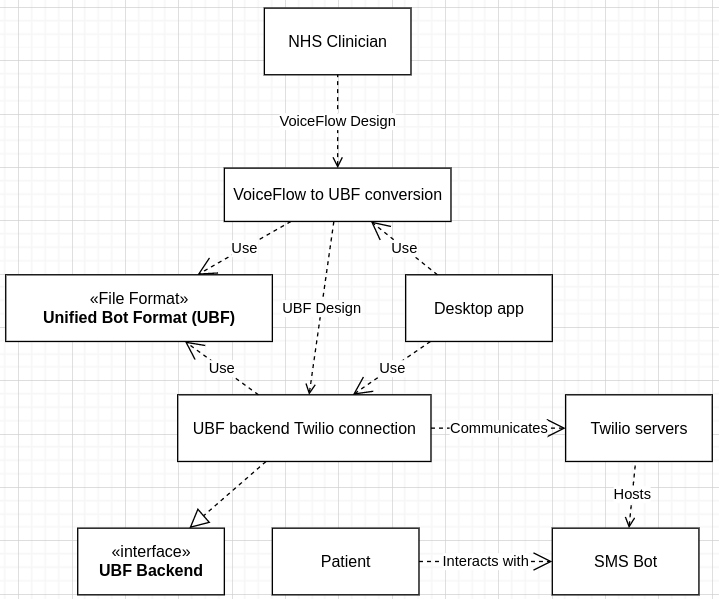 NHS Clinician
VoiceFlow Design
VoiceFlow to UBF conversion
Use
Use
«File Format»
Unified Bot Format (UBF)
UBF Design
Desktop app
Use
Use
UBF backend Twilio connection
Communicates
Twilio servers
Hosts
«interface»
UBF Backend
Patient
Interacts with
SMS Bot